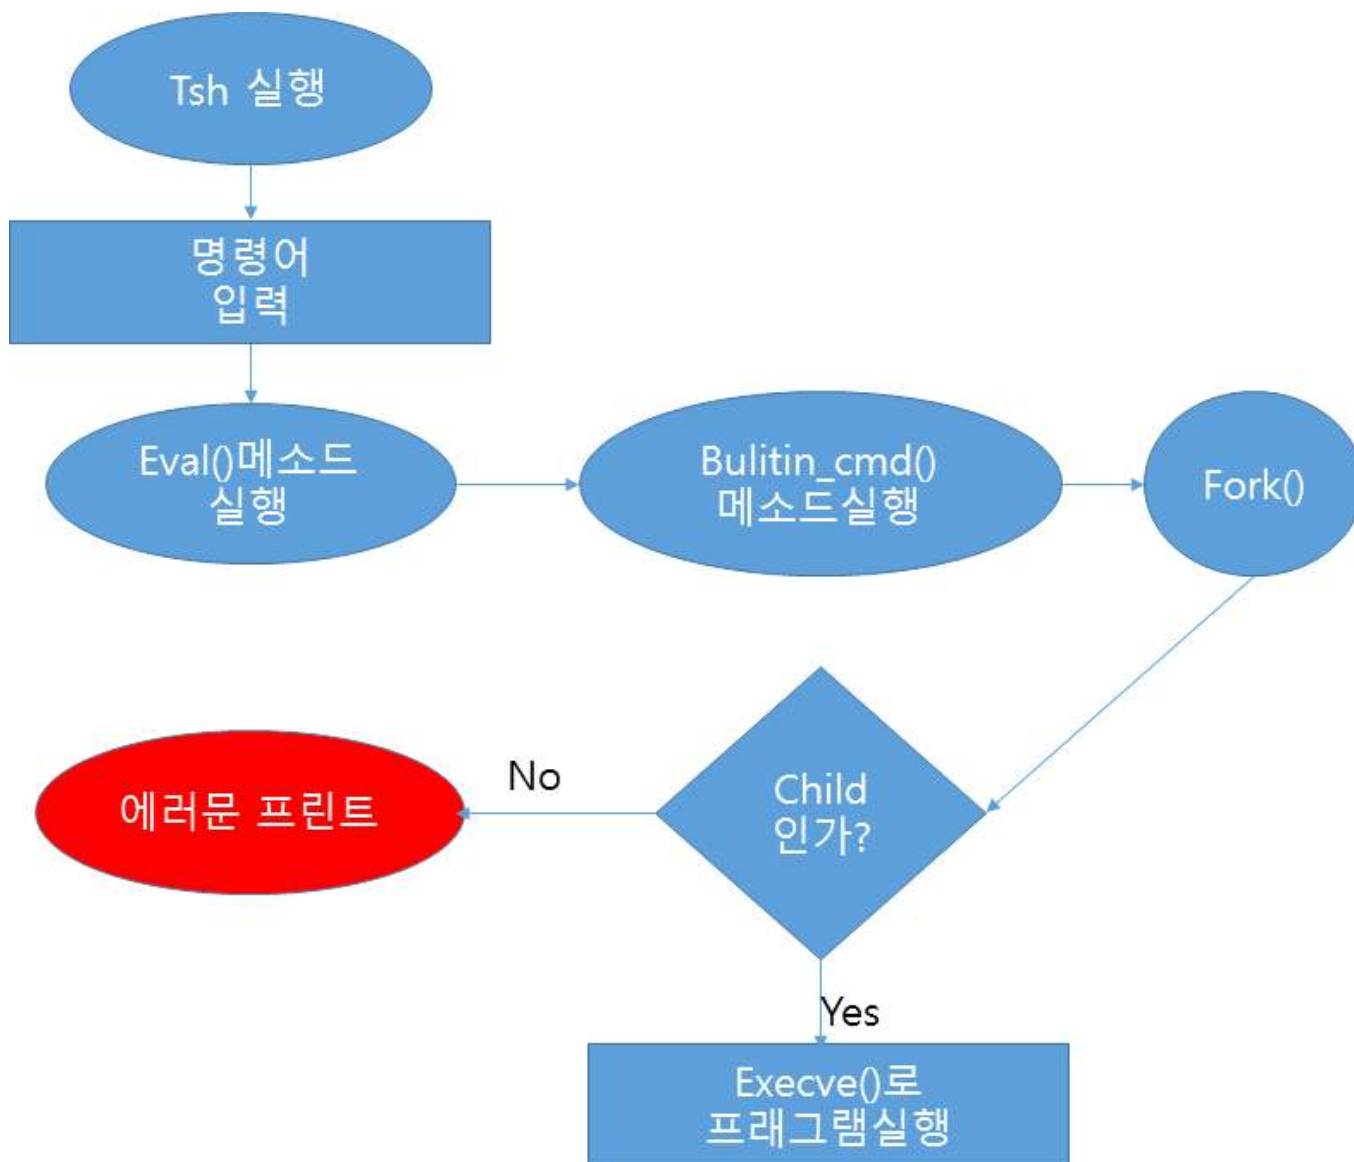 Tsh 실행
명령어
입력
Eval()메소드
실행
Bulitin_cmd()
메소드실행
Fork()
Child
인가?
No
에러문 프린트
Yes
Execve()로
프래그램실행